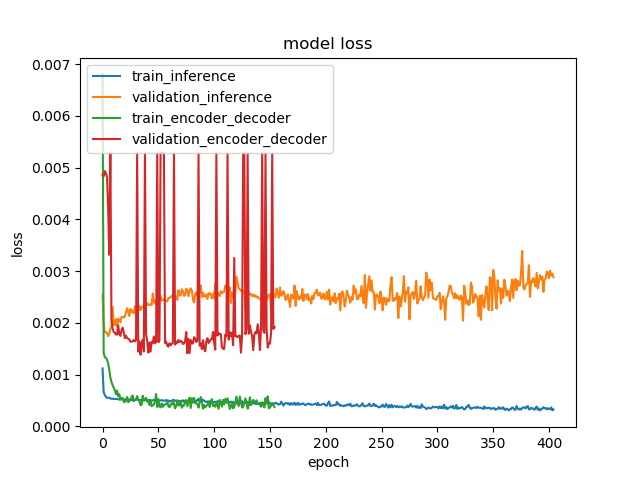 model loss
train_inference
validation_inference
train_encoder_decoder
validation_encoder_decoder
loss
0.007
0.006
0.005
0.004
0.003
0.002
0.001
0.000
0 50 100 150 200 250 300 350 400
epoch